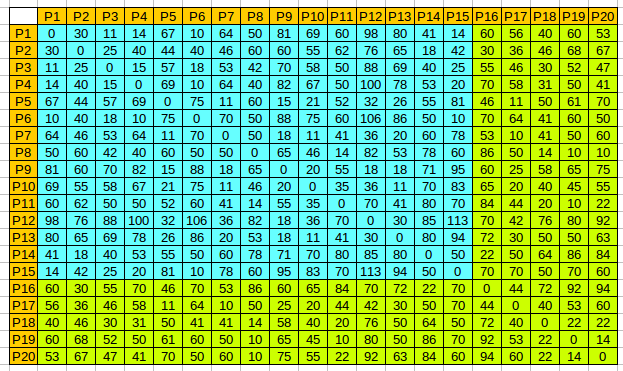 P1 P2 P3 P4 P5 P6 P7 P8 P9 P10 P11 P12 P13 P14 P15 P16 P17 P18 P19 P20
P1 0 30 11 14 67 10 64 50 81 69 60 98 80 41 14 60 56 40 60 53
P2 30 0 25 40 44 40 46 60 60 55 62 76 65 18 42 30 36 46 68 67
P3 11 25 0 15 57 18 53 42 70 58 50 88 69 40 25 55 46 30 52 47
P4 14 40 15 0 69 10 64 40 82 67 50 100 78 53 20 70 58 31 50 41
P5 67 44 57 69 0 75 11 60 15 21 52 32 26 55 81 46 11 50 61 70
P6 10 40 18 10 75 0 70 50 88 75 60 106 86 50 10 70 64 41 60 50
P7 64 46 53 64 11 70 0 50 18 11 41 36 20 60 78 53 10 41 50 60
P8 50 60 42 40 60 50 50 0 65 46 14 82 53 78 60 86 50 14 10 10
P9 81 60 70 82 15 88 18 65 0 20 55 18 18 71 95 60 25 58 65 75
P10 69 55 58 67 21 75 11 46 20 0 35 36 11 70 83 65 20 40 45 55
P11 60 62 50 50 52 60 41 14 55 35 0 70 41 80 70 84 44 20 10 22
P12 98 76 88 100 32 106 36 82 18 36 70 0 30 85 113 70 42 76 80 92
P13 80 65 69 78 26 86 20 53 18 11 41 30 0 80 94 72 30 50 50 63
P14 41 18 40 53 55 50 60 78 71 70 80 85 80 0 50 22 50 64 86 84
P15 14 42 25 20 81 10 78 60 95 83 70 113 94 50 0 70 70 50 70 60
P16 60 30 55 70 46 70 53 86 60 65 84 70 72 22 70 0 44 72 92 94
P17 56 36 46 58 11 64 10 50 25 20 44 42 30 50 70 44 0 40 53 60
P18 40 46 30 31 50 41 41 14 58 40 20 76 50 64 50 72 40 0 22 22
P19 60 68 52 50 61 60 50 10 65 45 10 80 50 86 70 92 53 22 0 14
P20 53 67 47 41 70 50 60 10 75 55 22 92 63 84 60 94 60 22 14 0